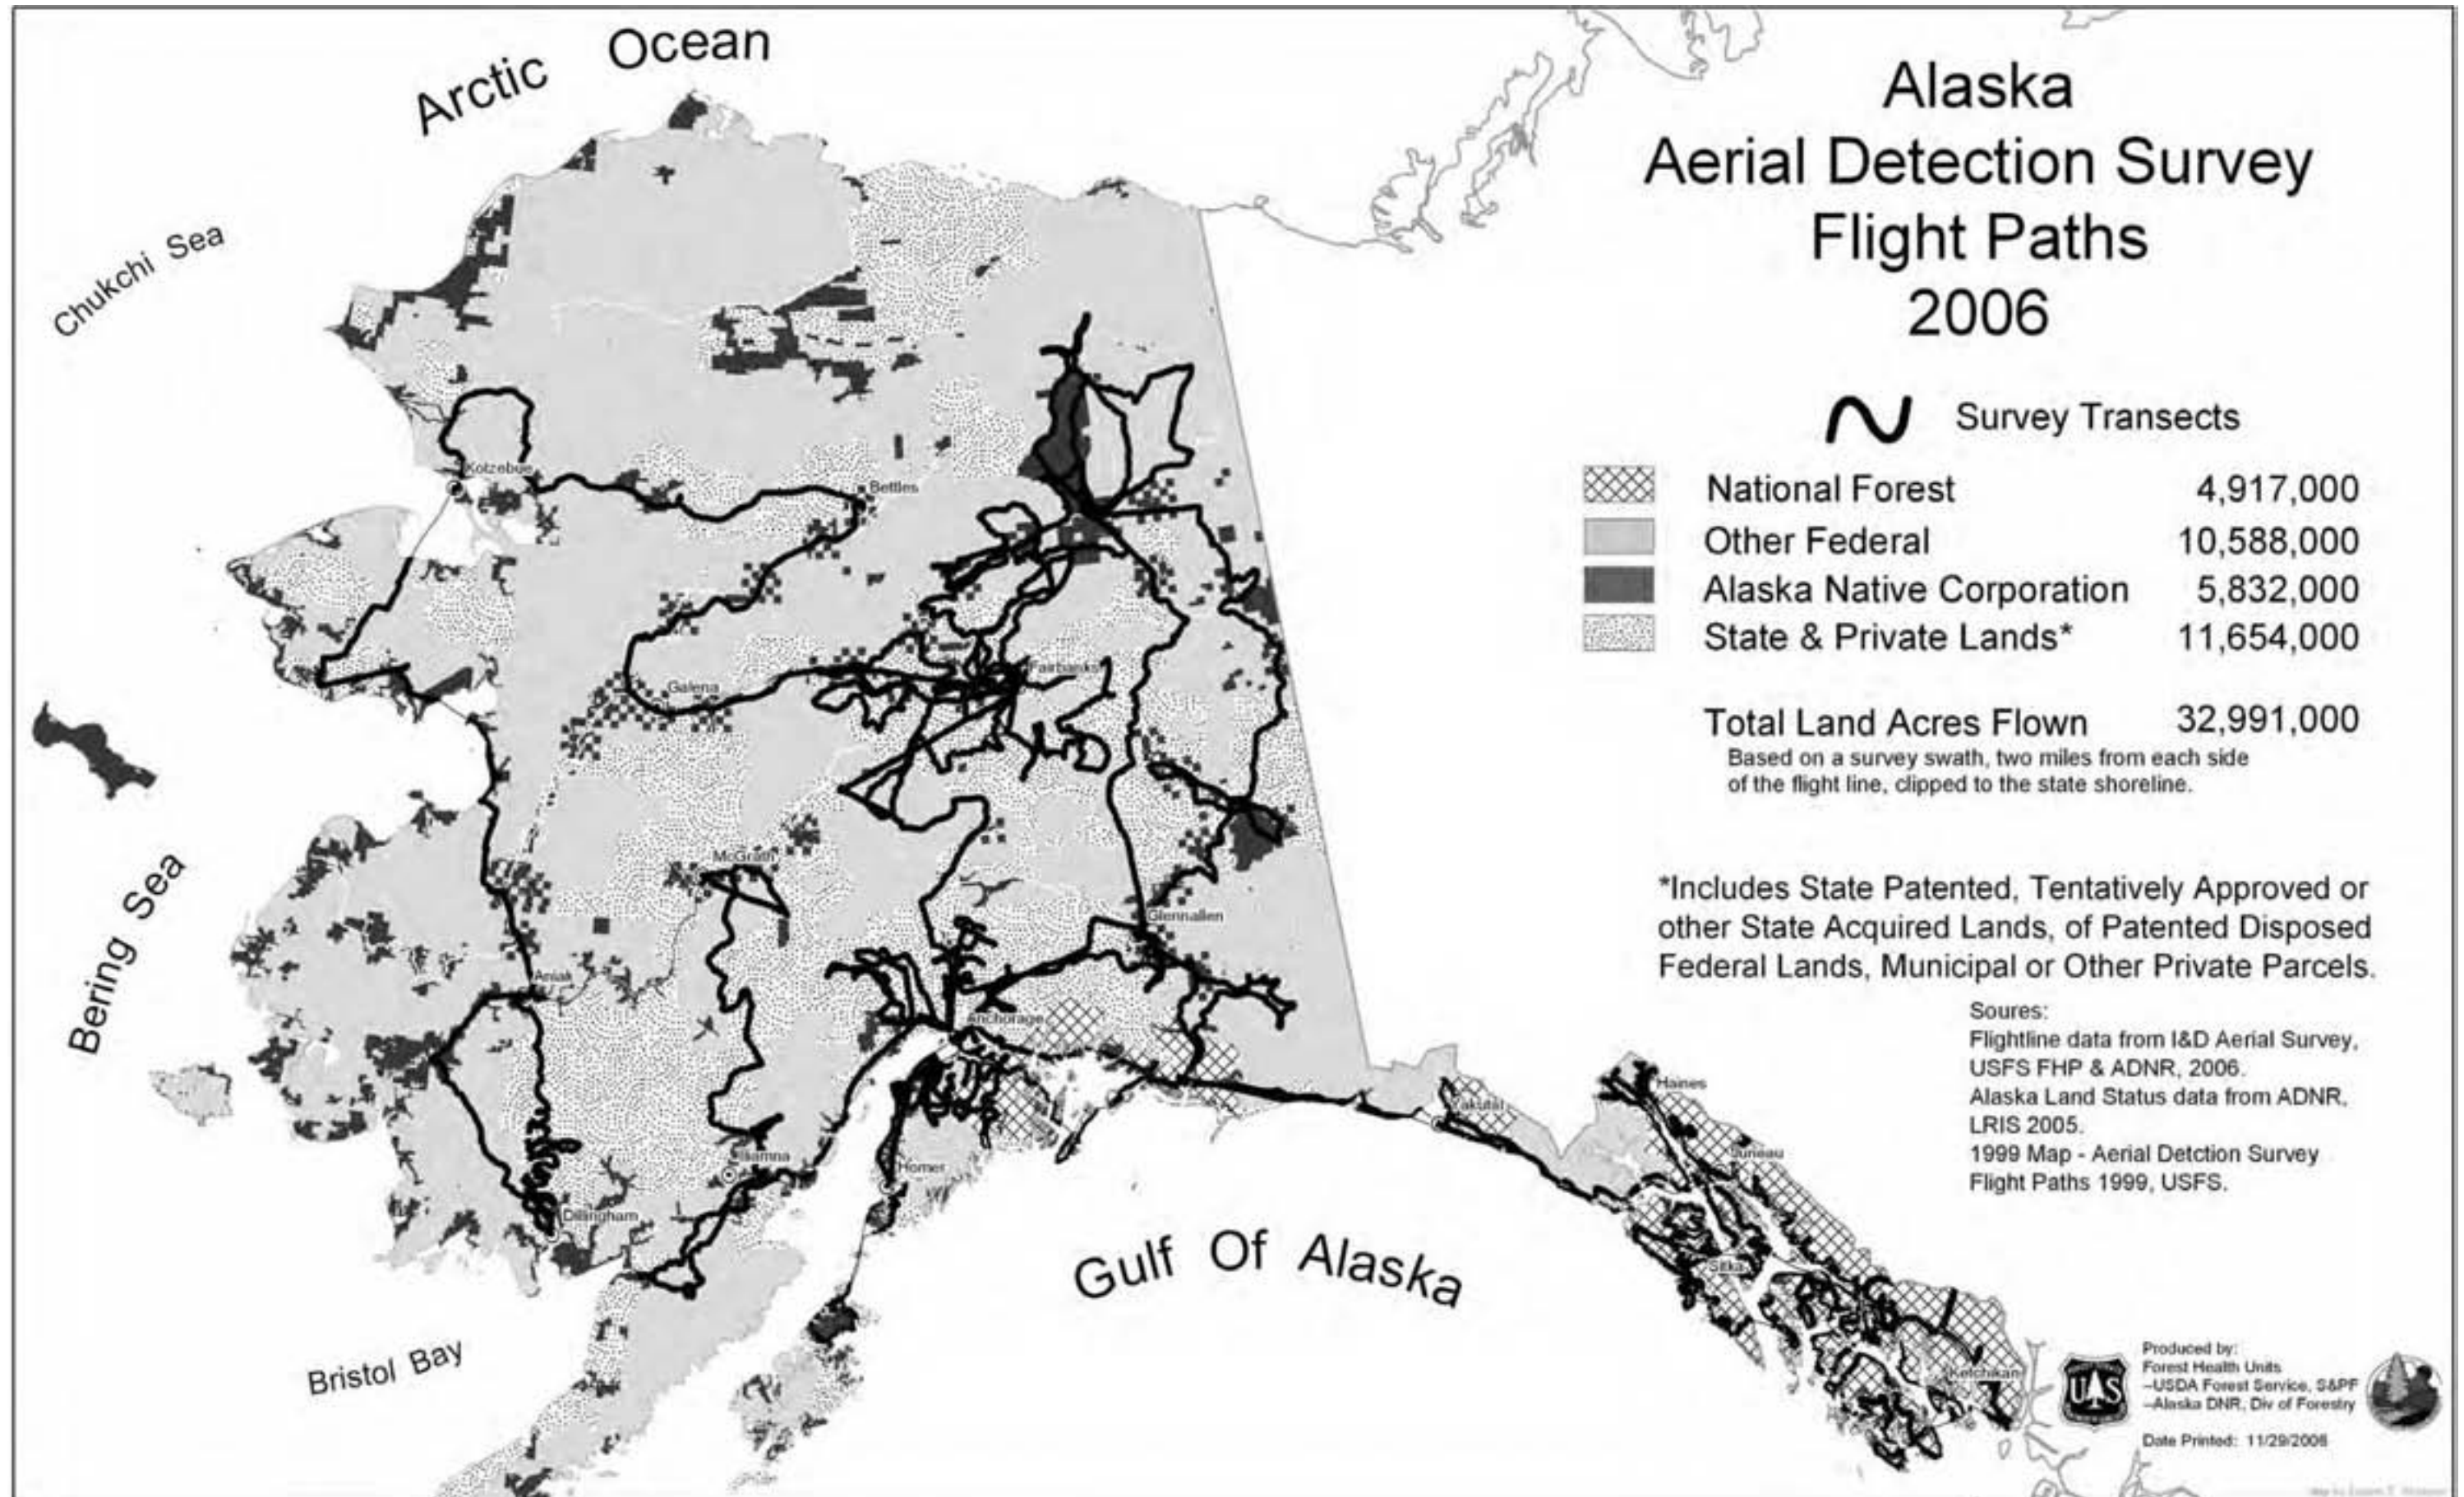 Arctic Ocean
Chukchi Sea
Bering Sea
Bristol Bay
Gulf Of Alaska
Kotzebue
Bettles
Galena
Fairbanks
McGrath
Glennallen
Aniak
Anchorage
Iliamna
Homer
Dillingham
Yakutat
Haines
Juneau
Sitka
Ketchikan
Alaska
Aerial Detection Survey
Flight Paths
2006
Survey Transects
National Forest 4,917,000
Other Federal 10,588,000
Alaska Native Corporation 5,832,000
State & Private Lands* 11,654,000
Total Land Acres Flown 32,991,000
Based on a survey swath, two miles from each side
of the flight line, clipped to the state shoreline.
*Includes State Patented, Tentatively Approved or
other State Acquired Lands, of Patented Disposed
Federal Lands, Municipal or Other Private Parcels.
Soures:
Flightline data from I&D Aerial Survey,
USFS FHP & ADNR, 2006.
Alaska Land Status data from ADNR,
LRIS 2005.
1999 Map - Aerial Detction Survey
Flight Paths 1999, USFS.
UAS
Produced by:
Forest Health Units
--USDA Forest Service, S&PF
--Alaska DNR, Div of Forestry
Date Printed: 11/29/2006